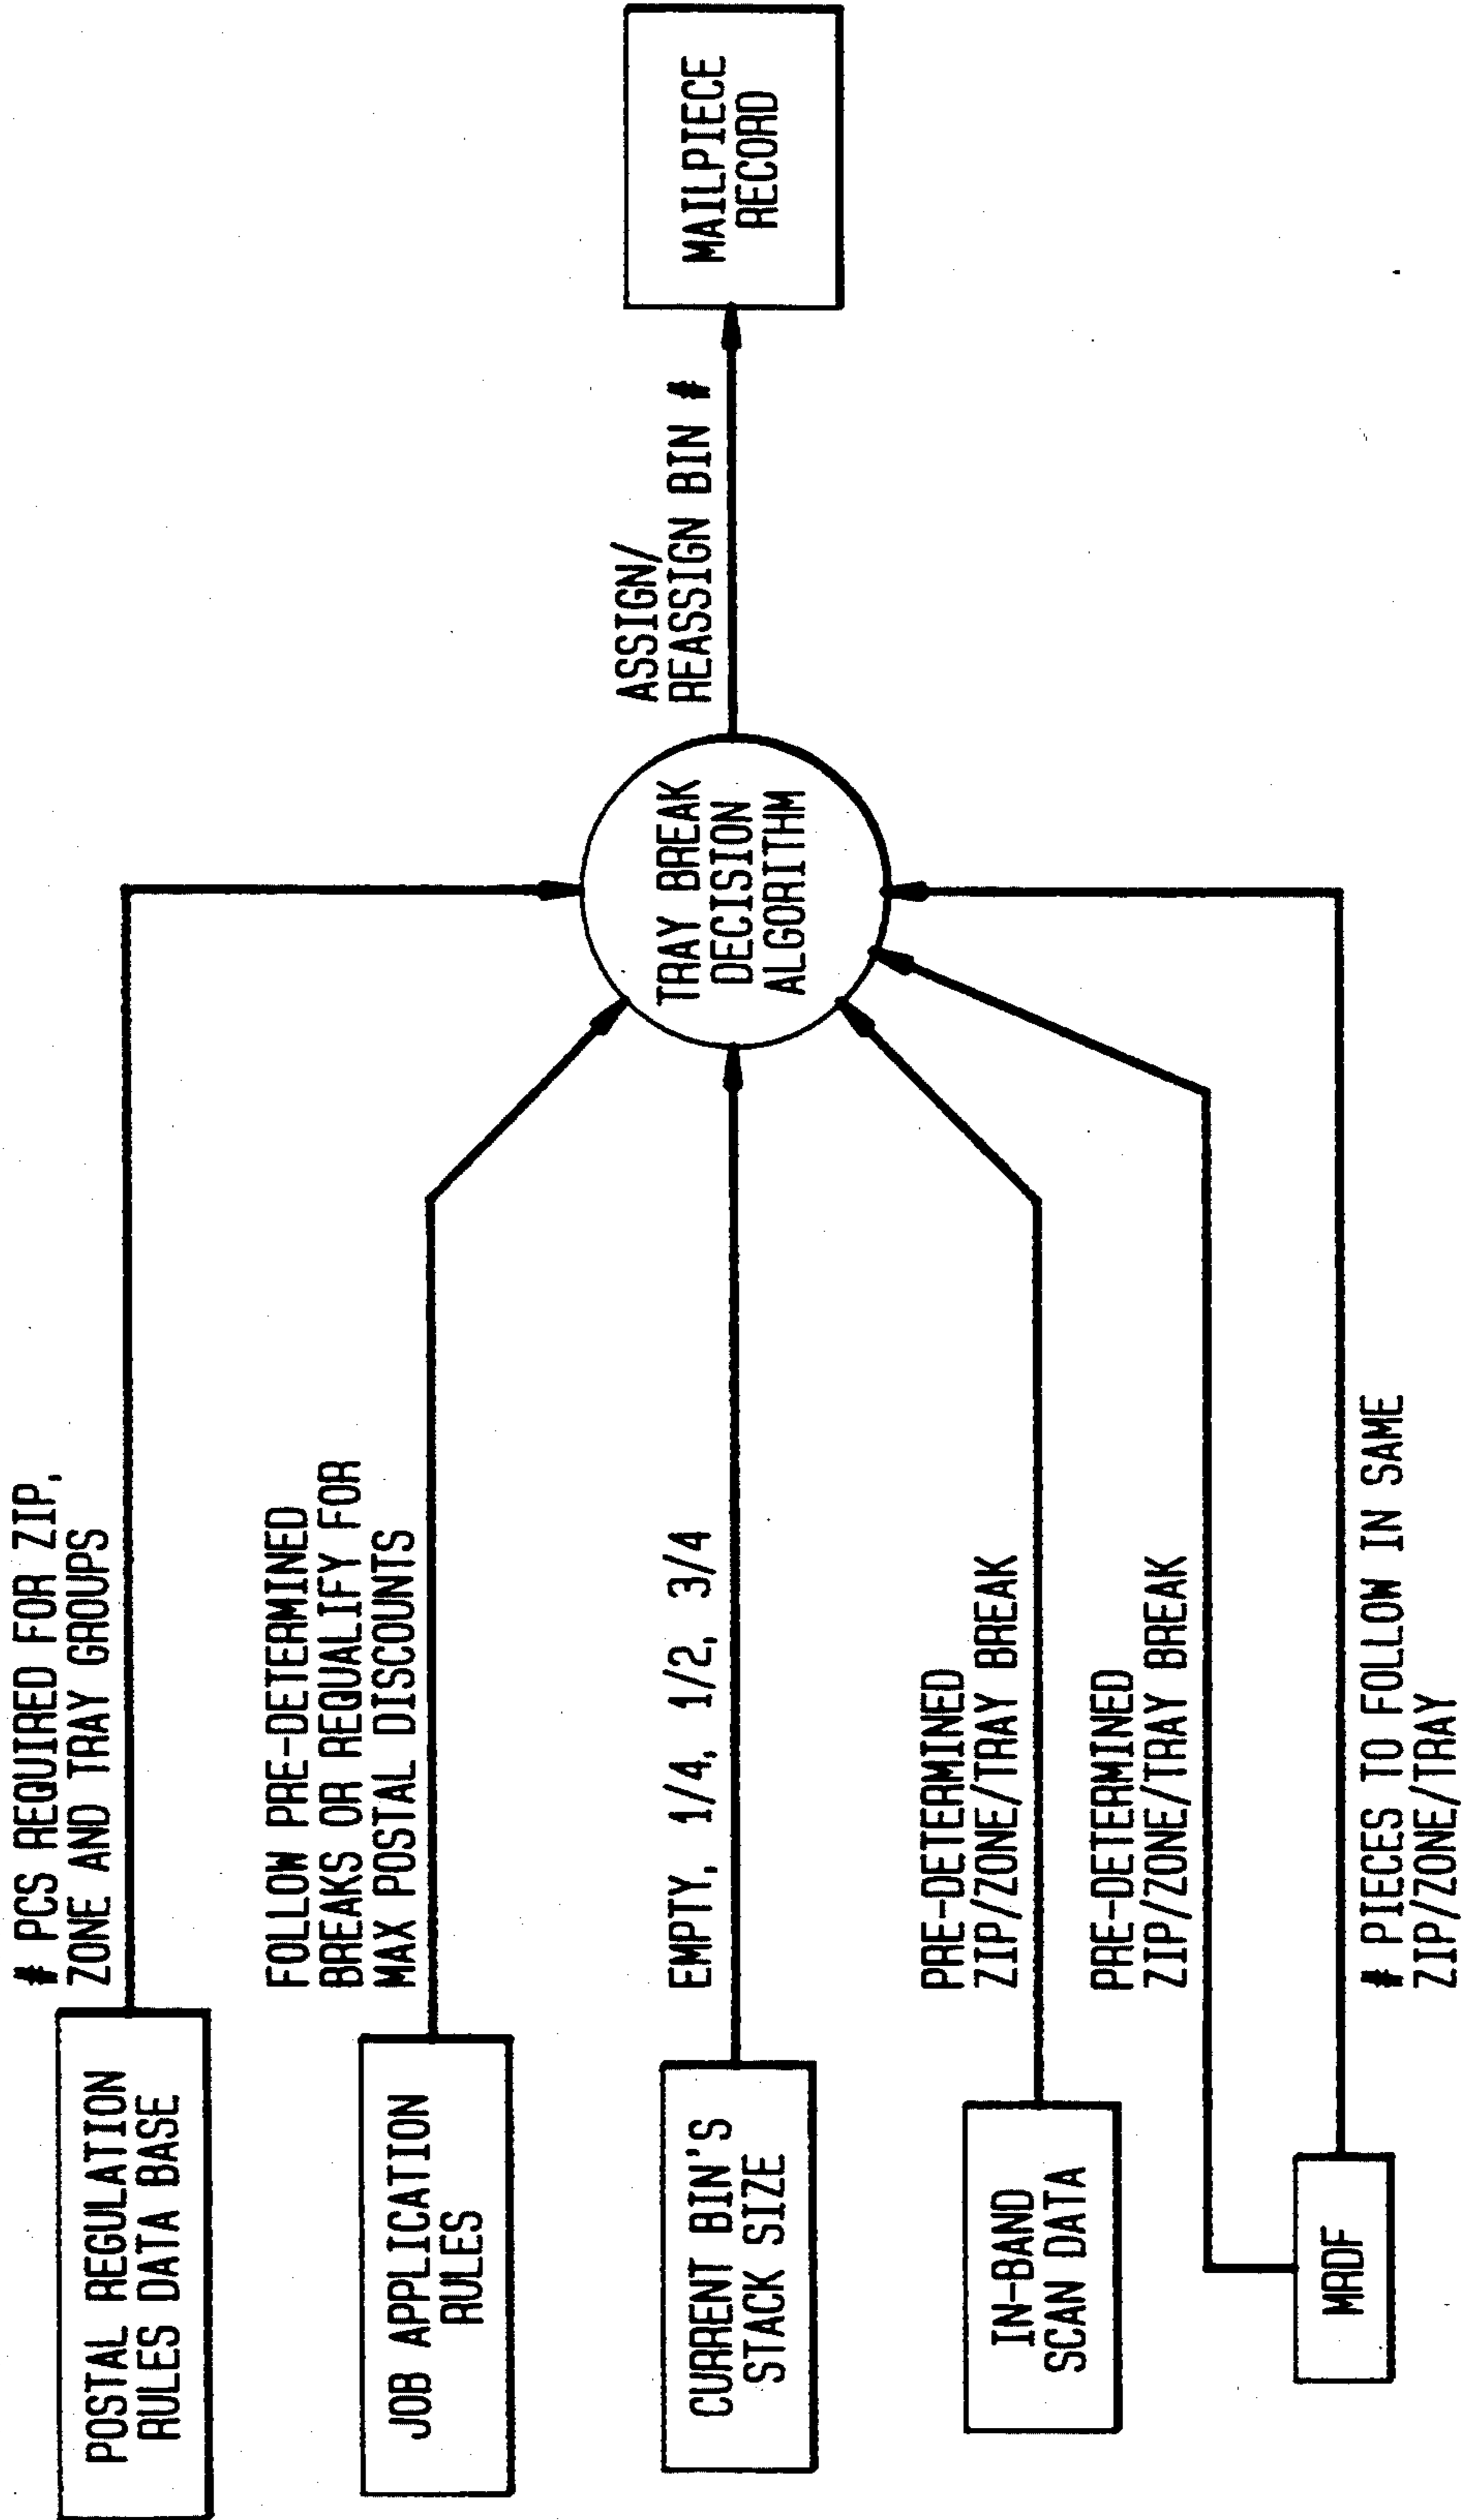 POSTAL REGULATION
RULES DATA BASE
# PCS REQUIRED FOR ZIP,
ZONE AND TRAY GROUPS
JOB APPLICATION
RULES
FOLLOW PRE-DETERMINED
BREAKS OR REQUALIFY FOR
MAX POSTAL DISCOUNTS
CURRENT BIN'S
STACK SIZE
EMPTY, 1/4, 1/2, 3/4
IN-BAND
SCAN DATA
PRE-DETERMINED
ZIP/ZONE/TRAY BREAK
MRDF
PRE-DETERMINED
ZIP/ZONE/TRAY BREAK
# PIECES TO FOLLOW IN SAME
ZIP/ZONE/TRAY
TRAY BREAK
DECISION
ALGORITHM
ASSIGN/
REASSIGN BIN #
MAILPIECE
RECORD